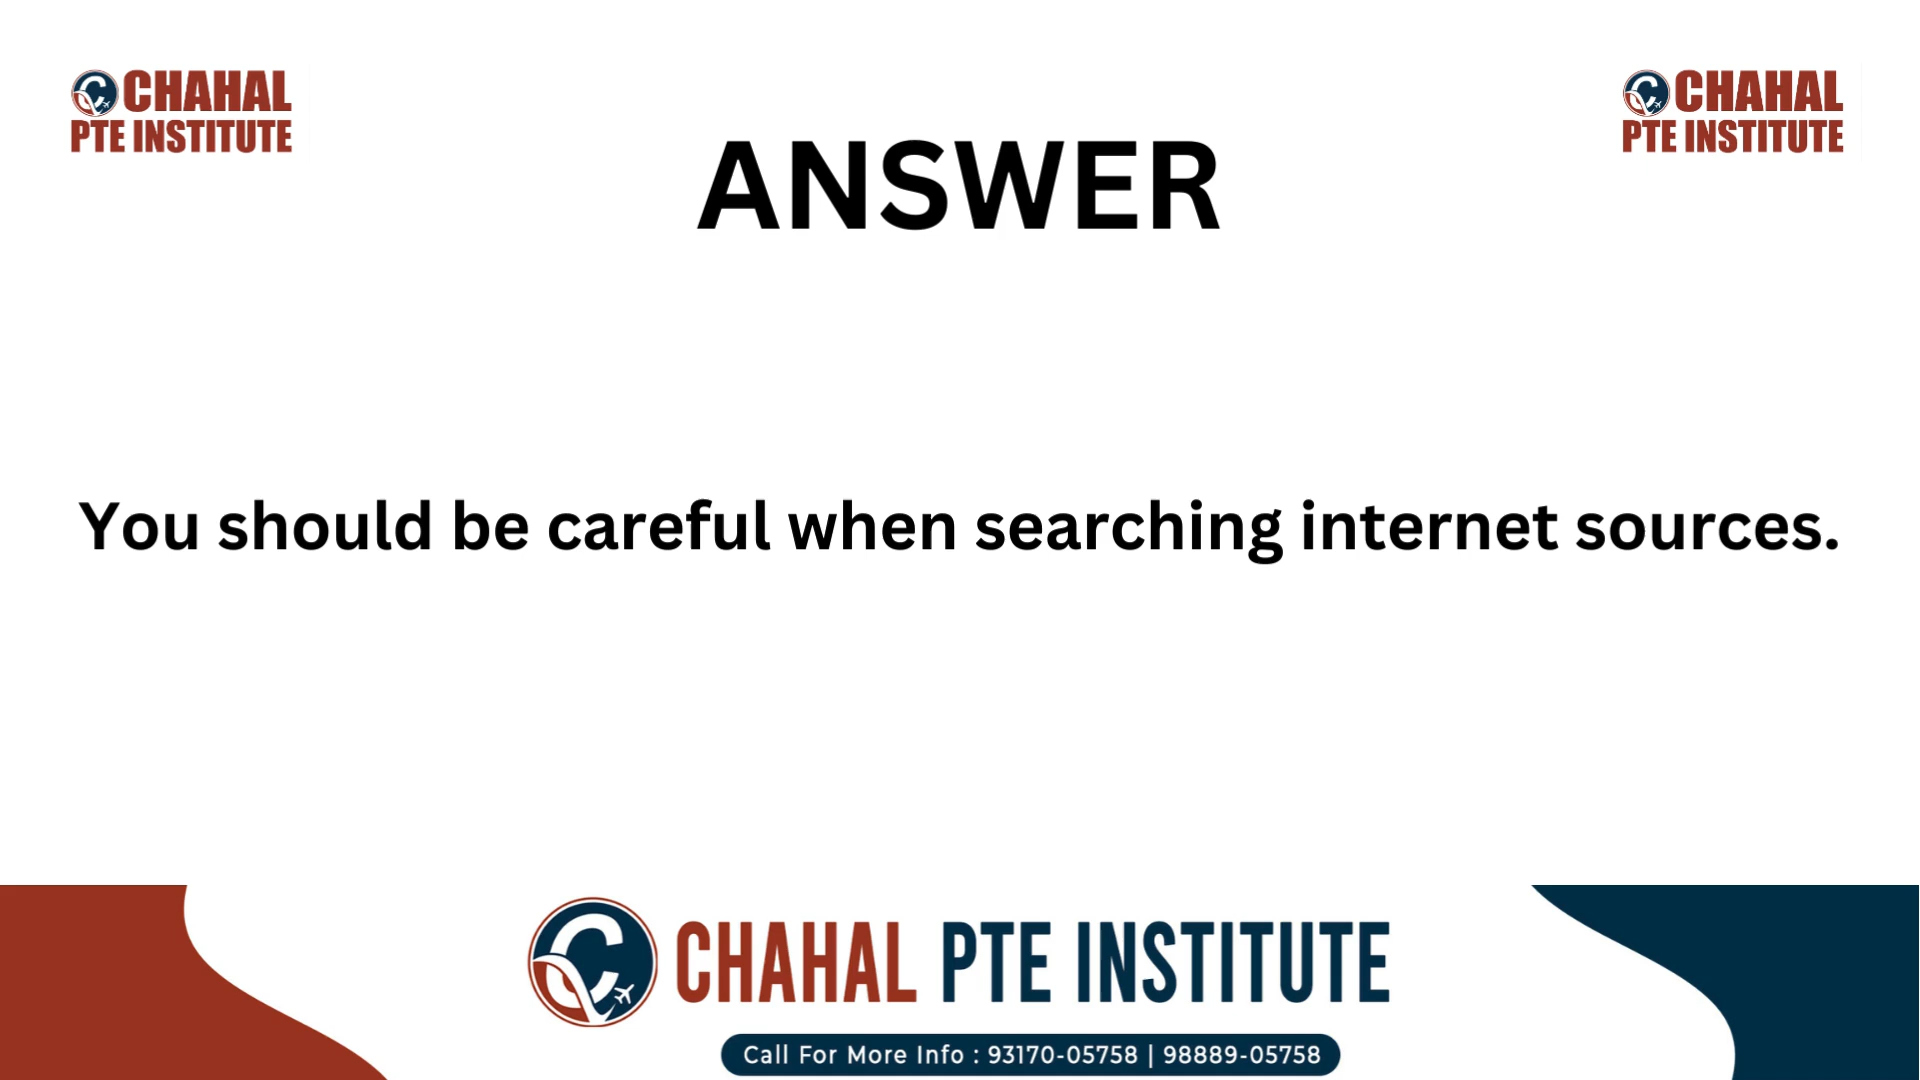 CHAHAL
PTE INSTITUTE
CHAHAL
PTE INSTITUTE
ANSWER
You should be careful when searching internet sources.
CHAHAL PTE INSTITUTE
Call For More Info : 93170-05758 | 98889-05758